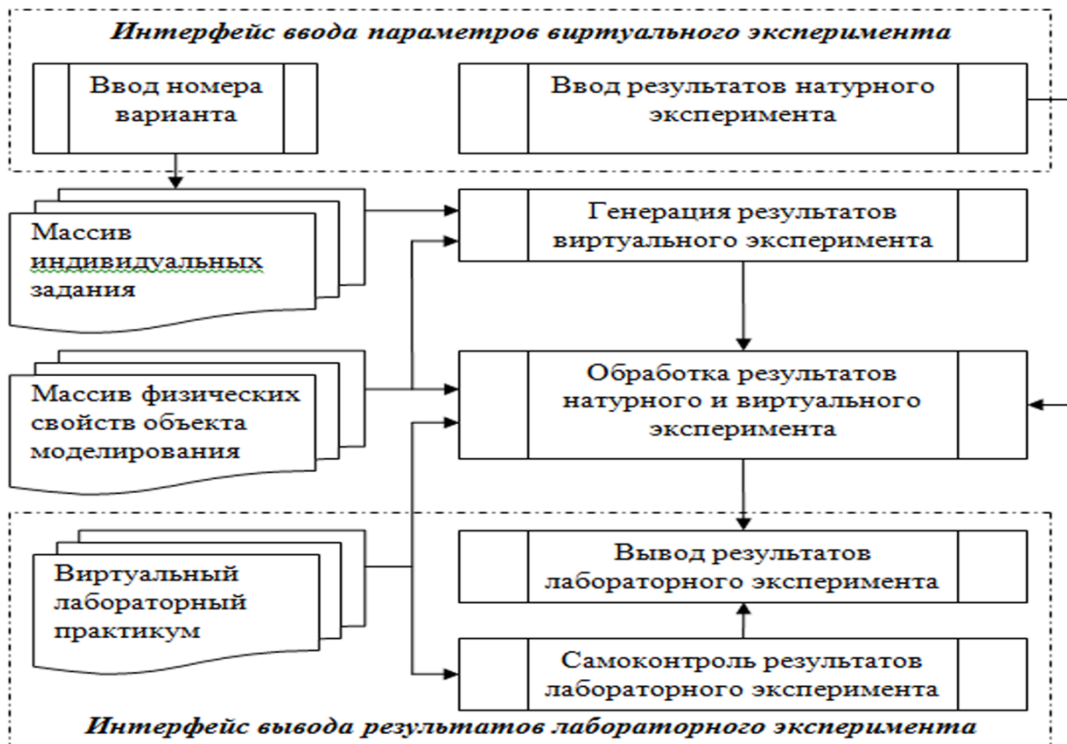 Интерфейс ввода параметров виртуального эксперимента
Ввод номера
варианта
Ввод результатов натурного
эксперимента
Массив
индивидуальных
задания
Генерация результатов
виртуального эксперимента
Массив физических
свойств объекта
моделирования
Обработка результатов
натурного и виртуального
эксперимента
Виртуальный
лабораторный
практикум
Вывод результатов
лабораторного эксперимента
Самоконтроль результатов
лабораторного эксперимента
Интерфейс вывода результатов лабораторного эксперимента